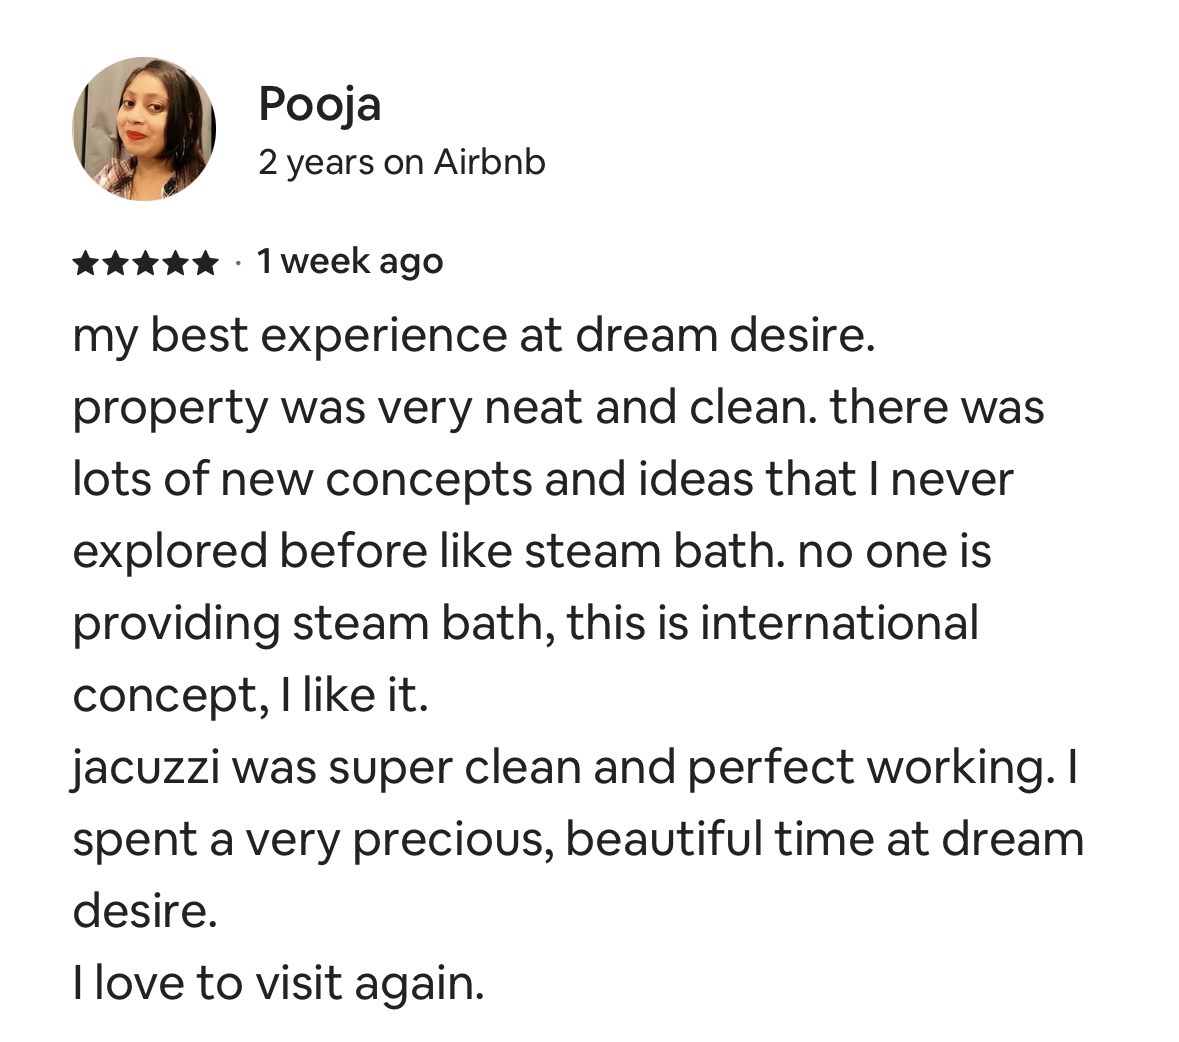 Pooja
2 years on Airbnb
★★★★★ · 1 week ago
my best experience at dream desire.
property was very neat and clean. there was
lots of new concepts and ideas that I never
explored before like steam bath. no one is
providing steam bath, this is international
concept, I like it.
jacuzzi was super clean and perfect working. I
spent a very precious, beautiful time at dream
desire.
I love to visit again.